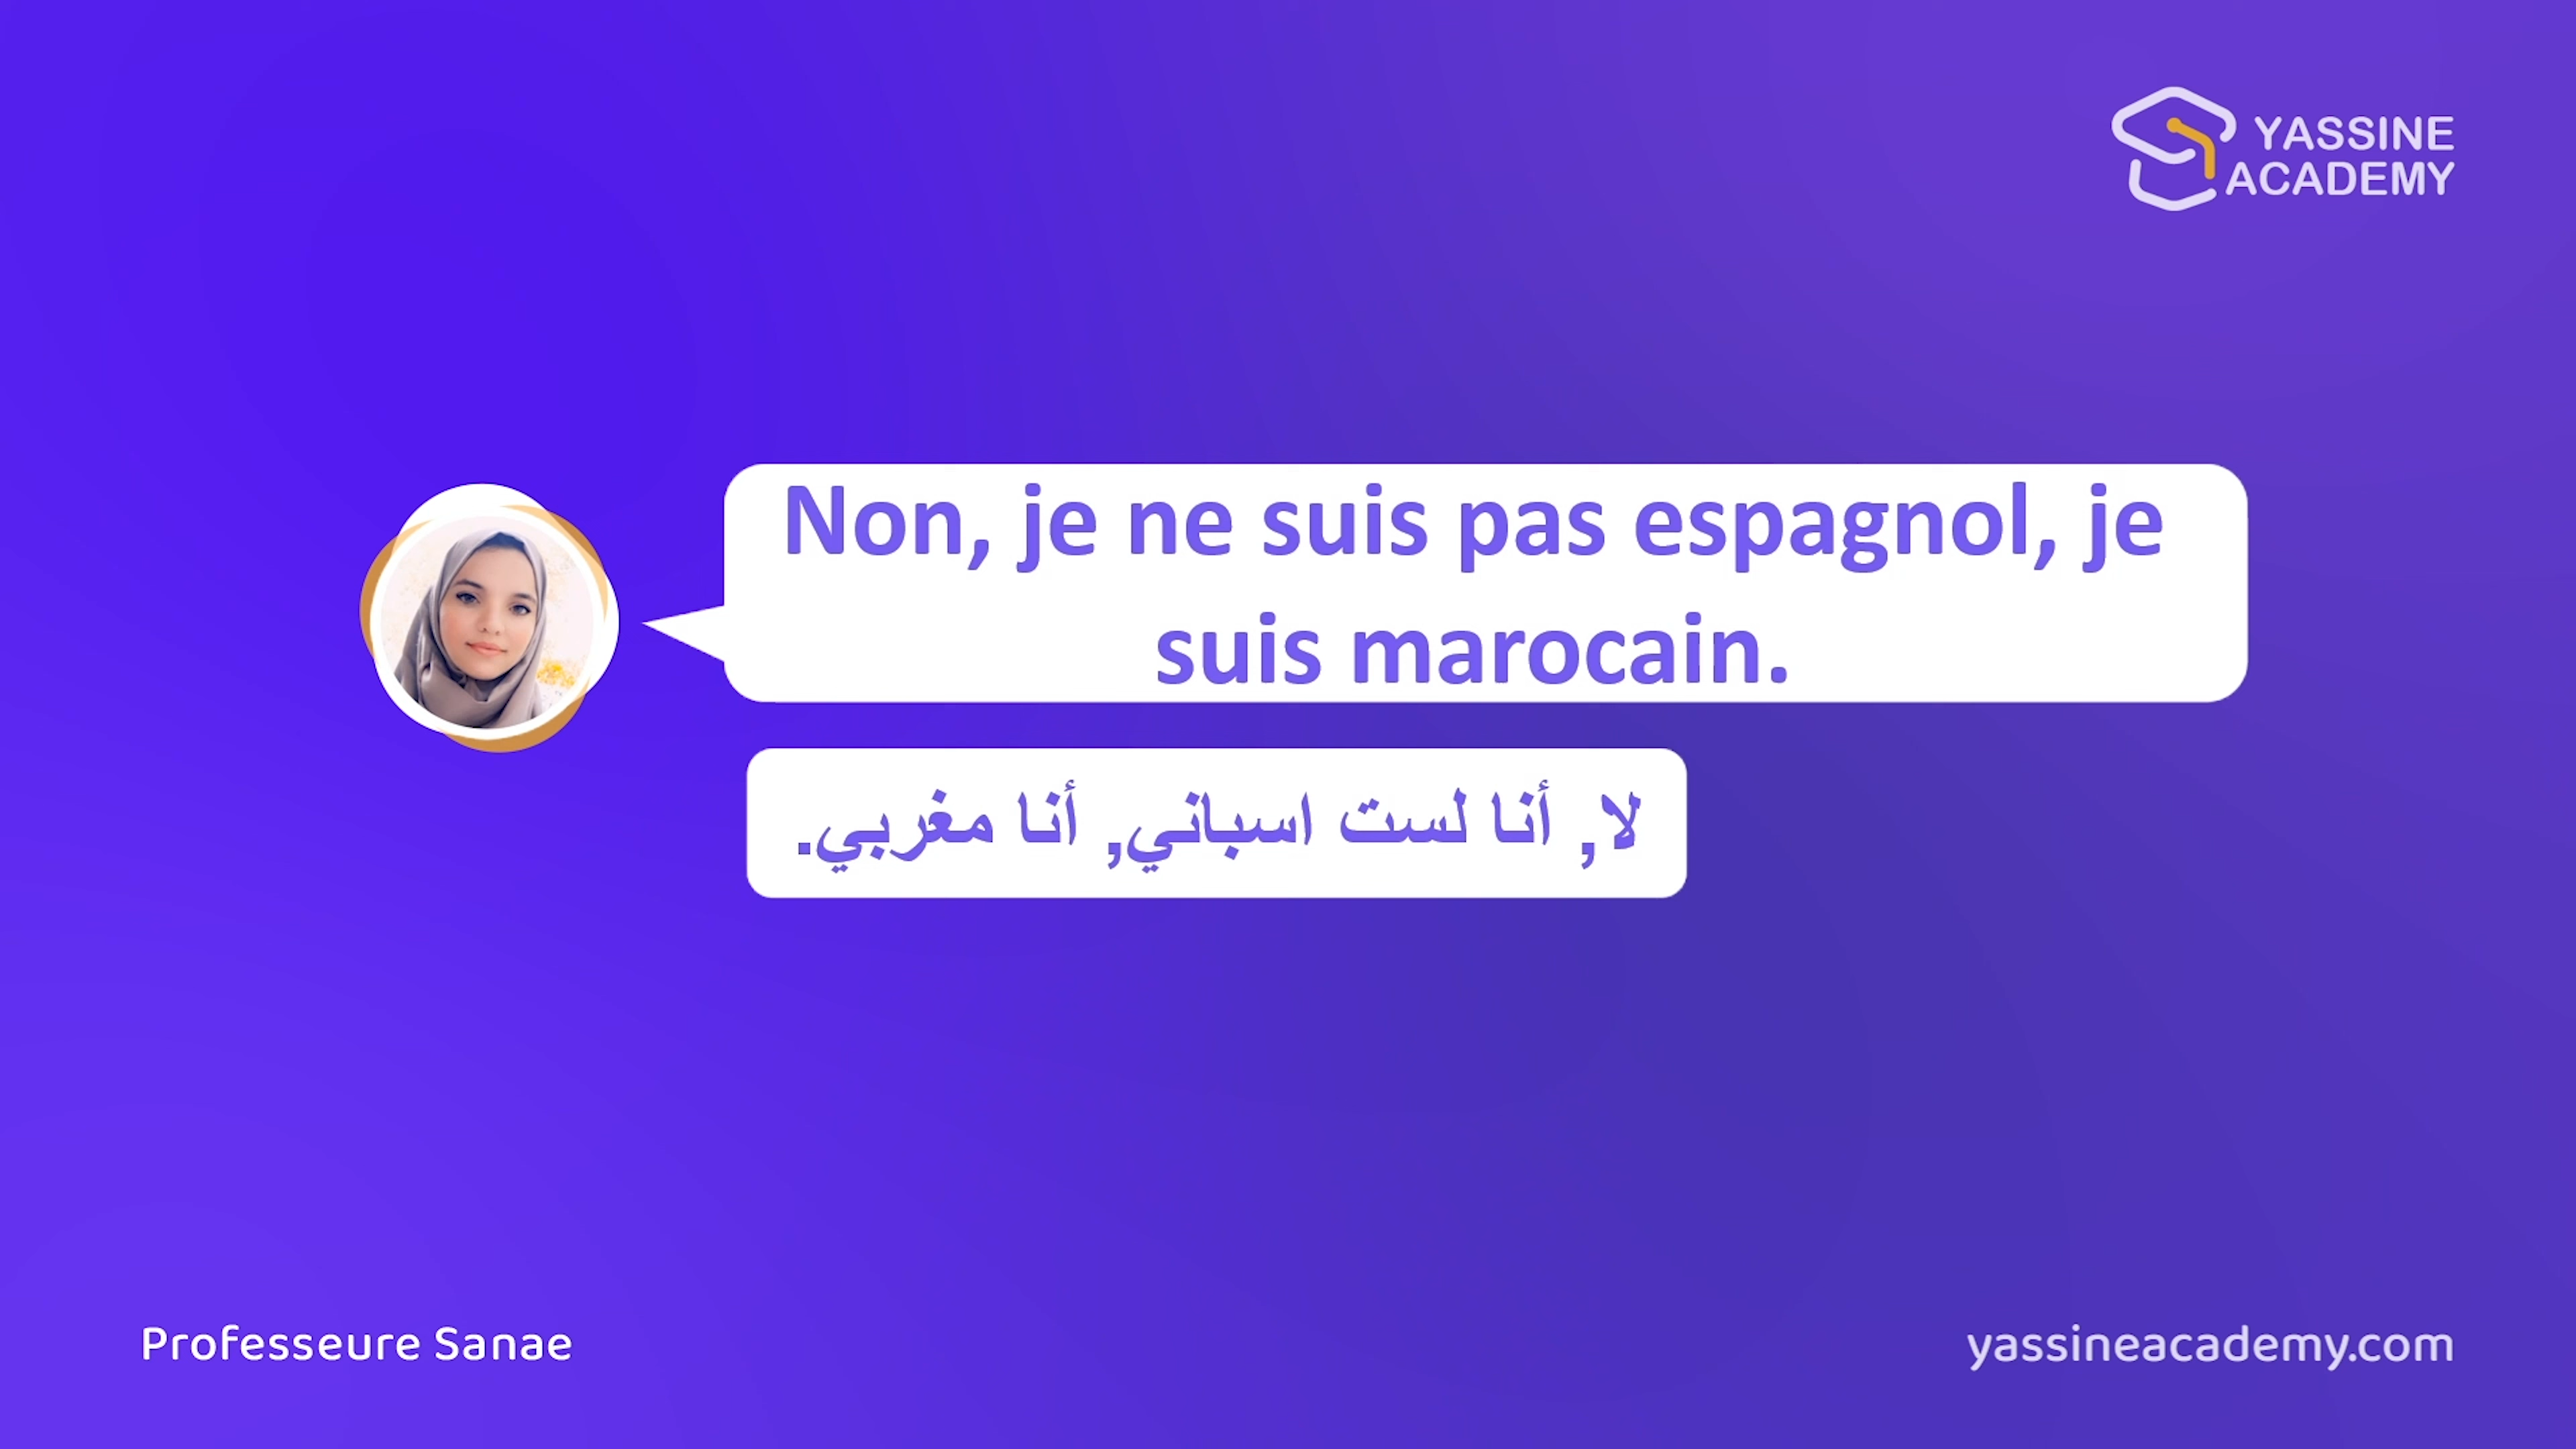 YASSINE
ACADEMY
Non, je ne suis pas espagnol, je
suis marocain.
لا, أنا لست اسباني, أنا مغربي.
Professeure Sanae
yassineacademy.com